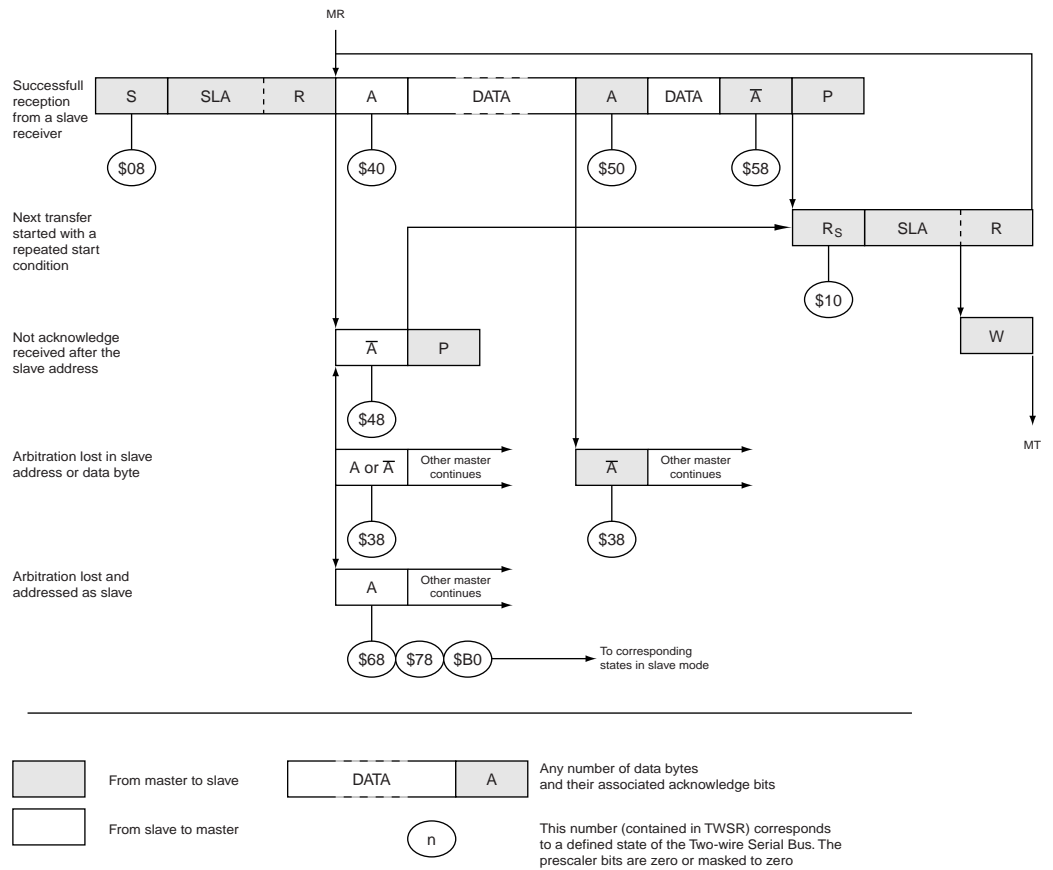 MR
Successfull
reception
from a slave
receiver
S SLA R A DATA A DATA A̅ P
$08 $40 $50 $58
Next transfer
started with a
repeated start
condition
RS SLA R
$10
Not acknowledge
received after the
slave address
A̅ P
W
$48
MT
Arbitration lost in slave
address or data byte
A or A̅ Other master
continues
A̅ Other master
continues
$38 $38
Arbitration lost and
addressed as slave
A Other master
continues
$68 $78 $B0 To corresponding
states in slave mode
From master to slave
DATA A
Any number of data bytes
and their associated acknowledge bits
From slave to master
n
This number (contained in TWSR) corresponds
to a defined state of the Two-wire Serial Bus. The
prescaler bits are zero or masked to zero